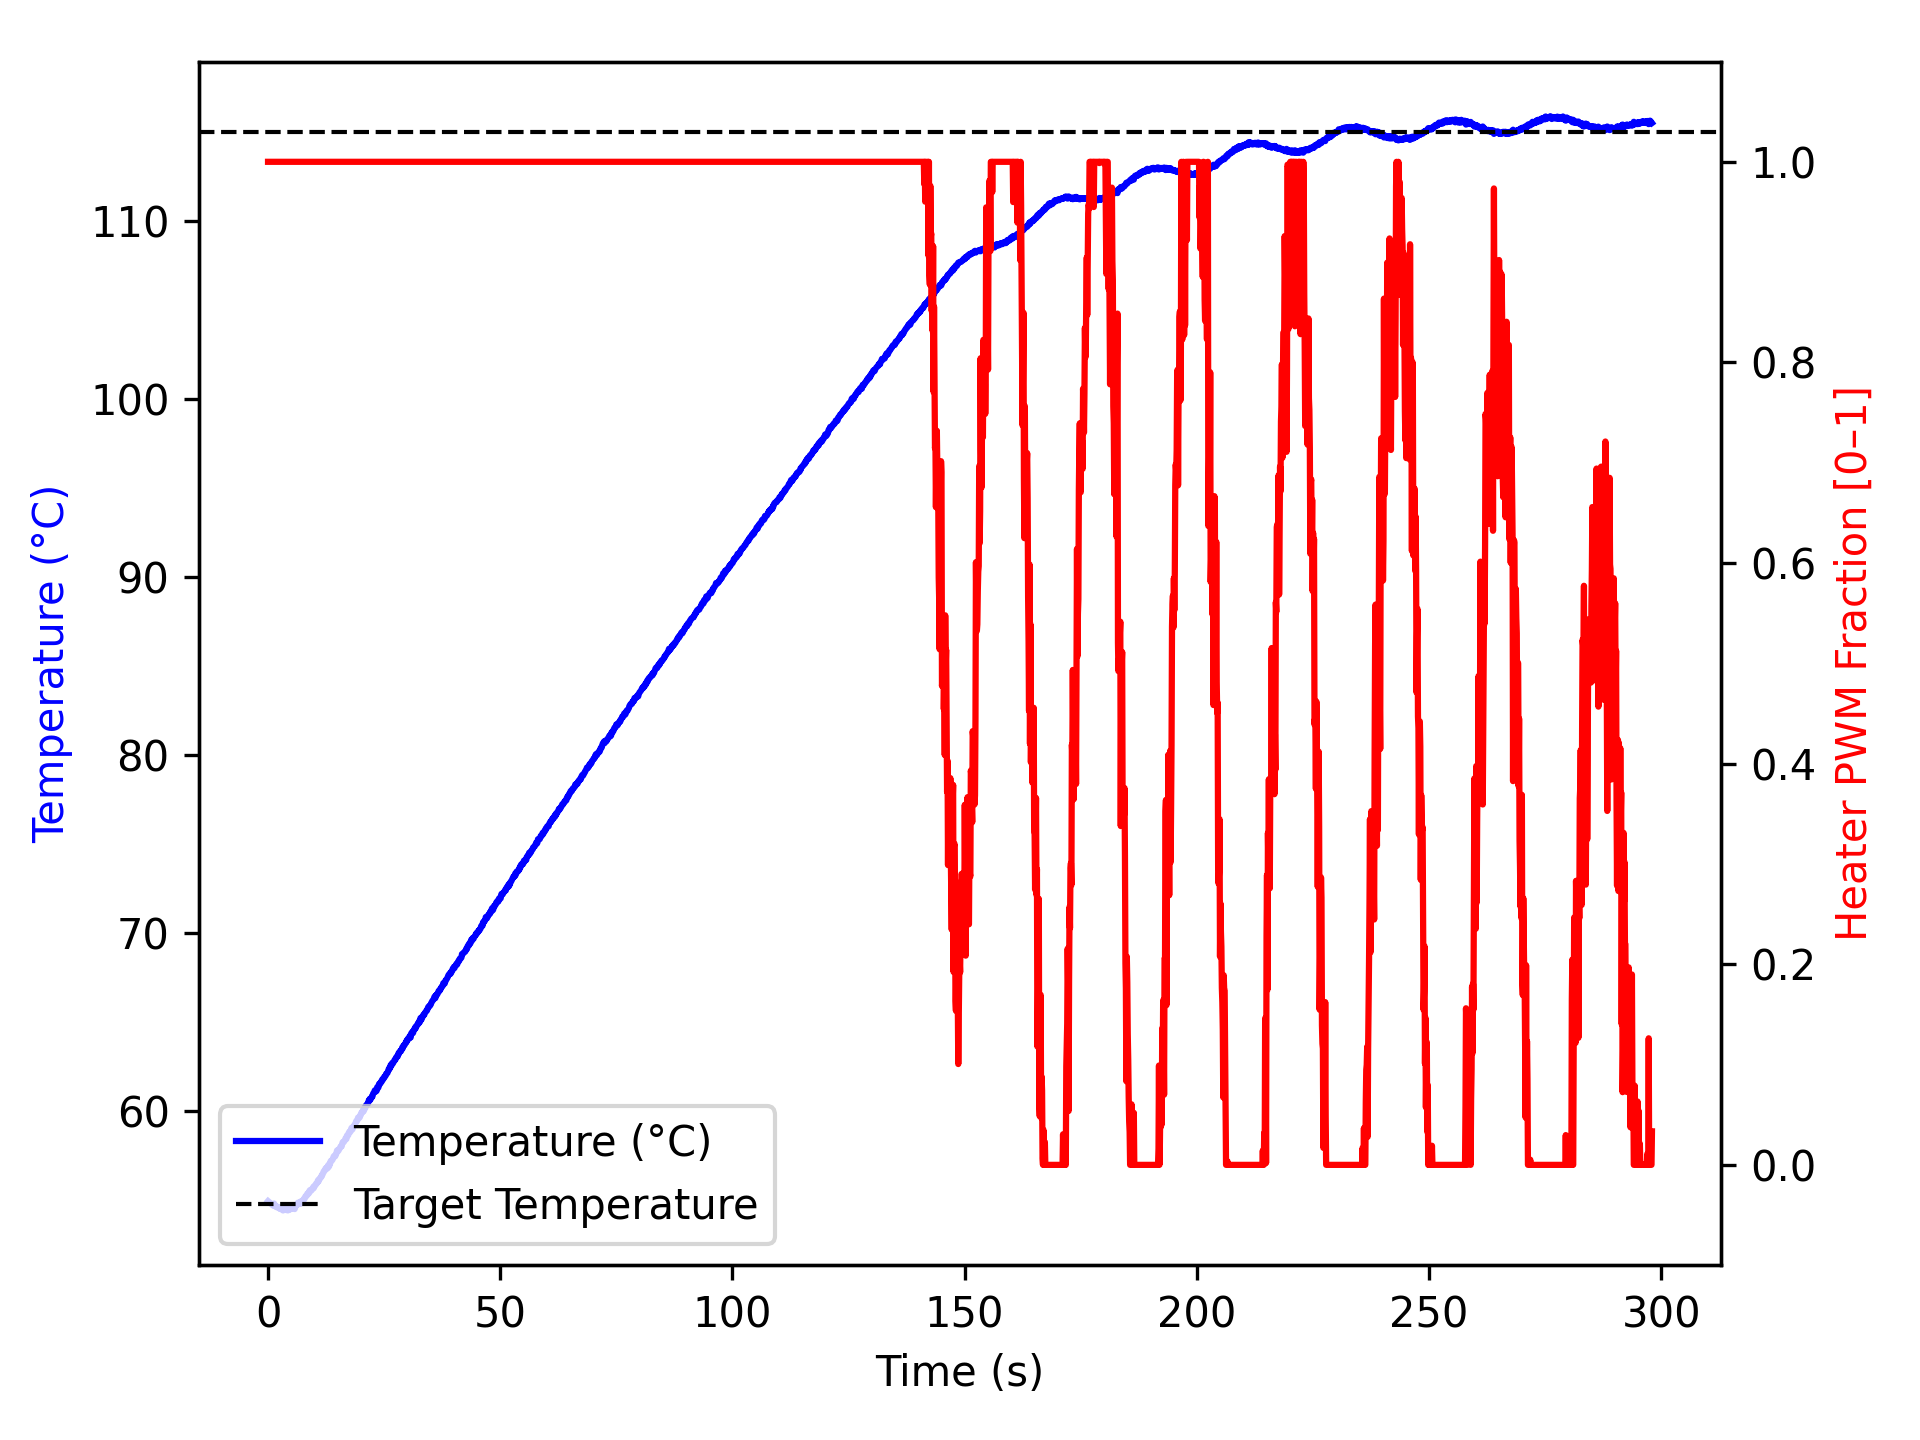 110
100
90
80
70
60
Temperature (°C)
1.0
0.8
0.6
0.4
0.2
0.0
Heater PWM Fraction [0–1]
Temperature (°C)
Target Temperature
0 50 100 150 200 250 300
Time (s)